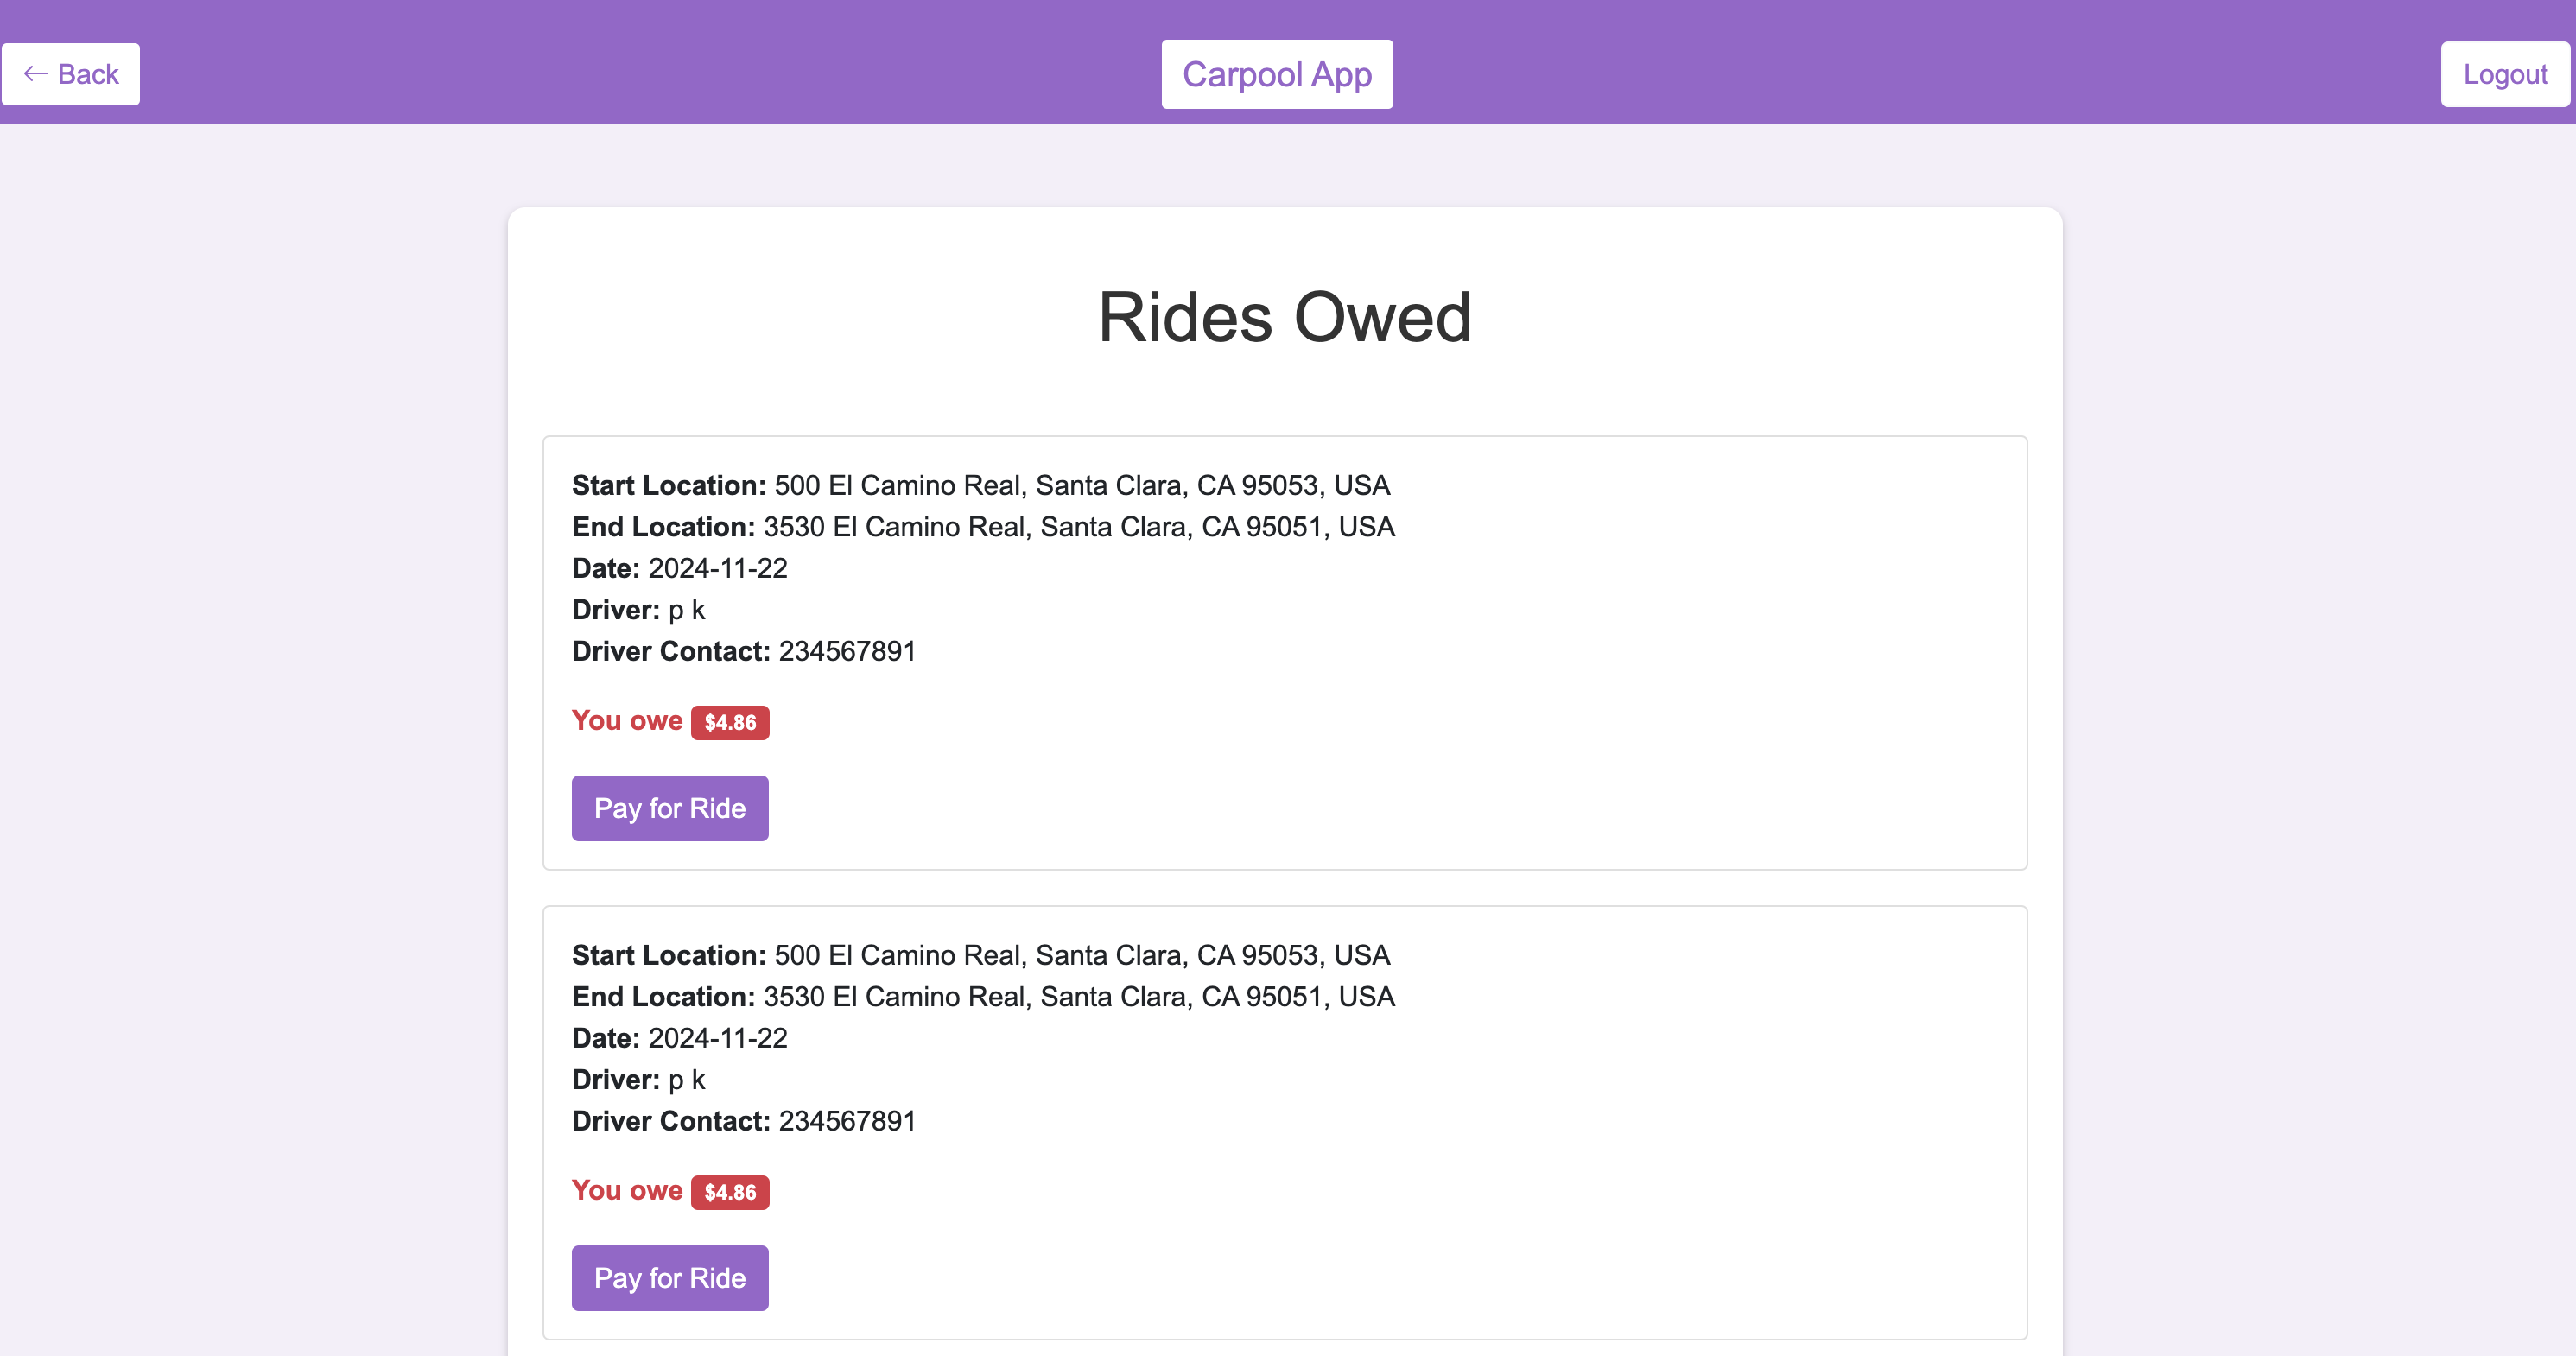 ← Back
Carpool App
Logout
Rides Owed
Start Location: 500 El Camino Real, Santa Clara, CA 95053, USA
End Location: 3530 El Camino Real, Santa Clara, CA 95051, USA
Date: 2024-11-22
Driver: p k
Driver Contact: 234567891
You owe $4.86
Pay for Ride
Start Location: 500 El Camino Real, Santa Clara, CA 95053, USA
End Location: 3530 El Camino Real, Santa Clara, CA 95051, USA
Date: 2024-11-22
Driver: p k
Driver Contact: 234567891
You owe $4.86
Pay for Ride